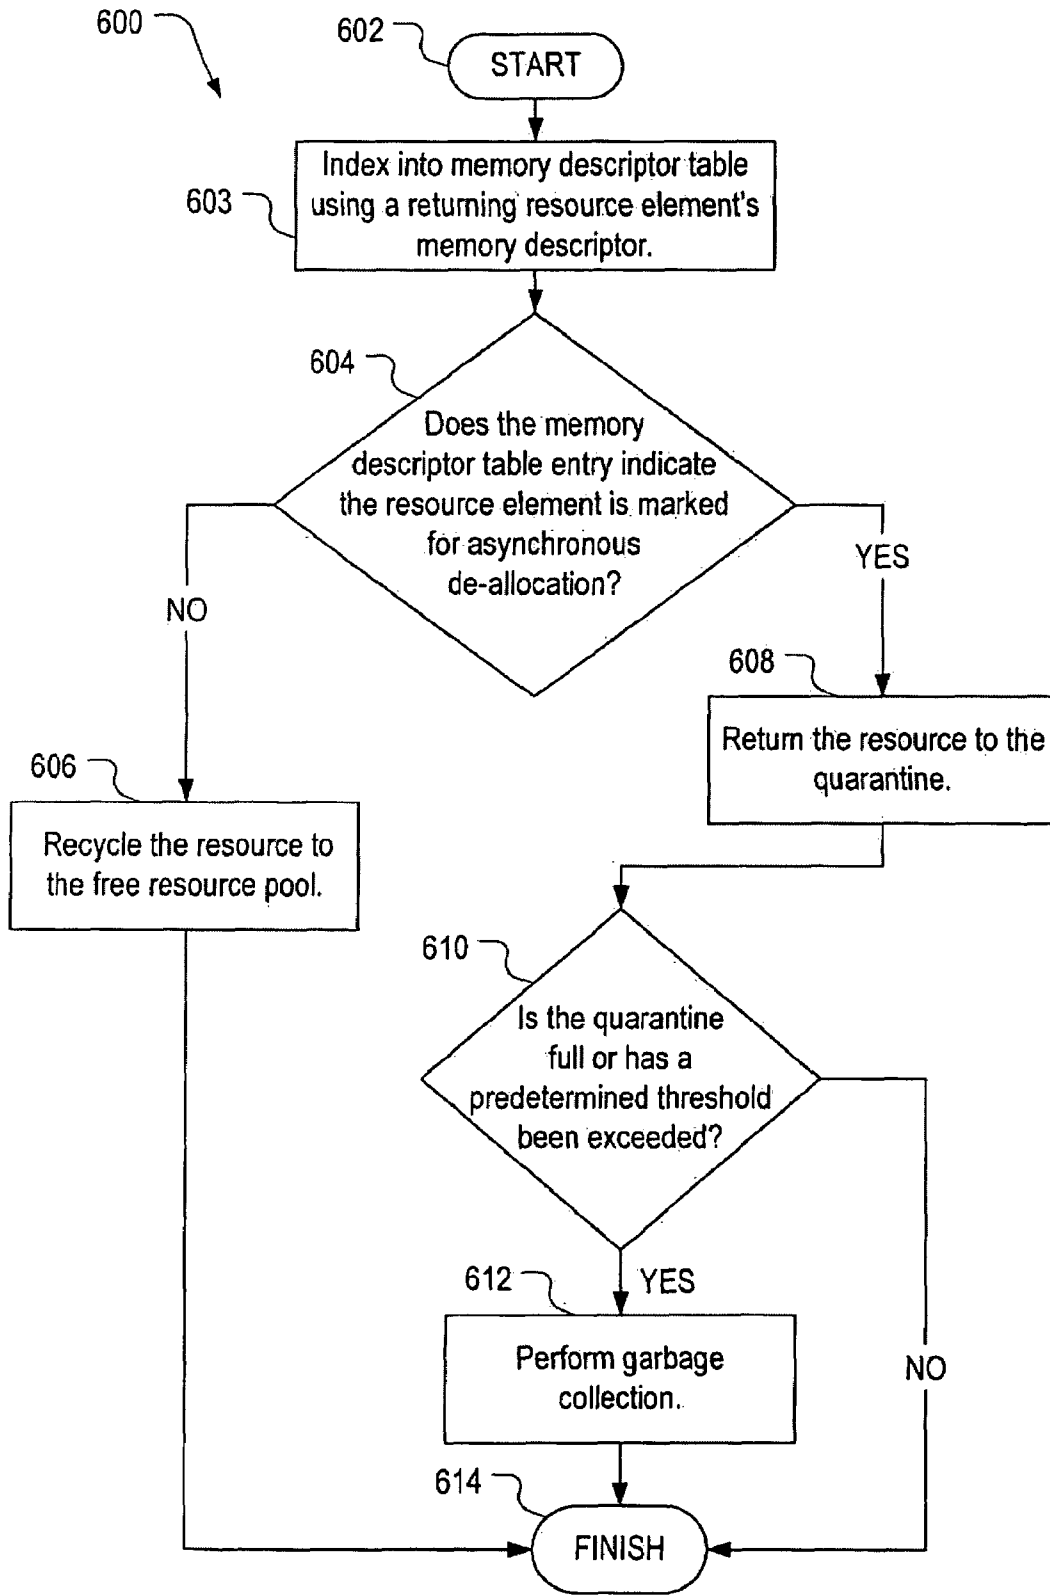 600
602
START
603
Index into memory descriptor table
using a returning resource element's
memory descriptor.
604
Does the memory
descriptor table entry indicate
the resource element is marked
for asynchronous
de-allocation?
NO
YES
608
Return the resource to the
quarantine.
606
Recycle the resource to
the free resource pool.
610
Is the quarantine
full or has a
predetermined threshold
been exceeded?
612
YES
Perform garbage
collection.
NO
614
FINISH